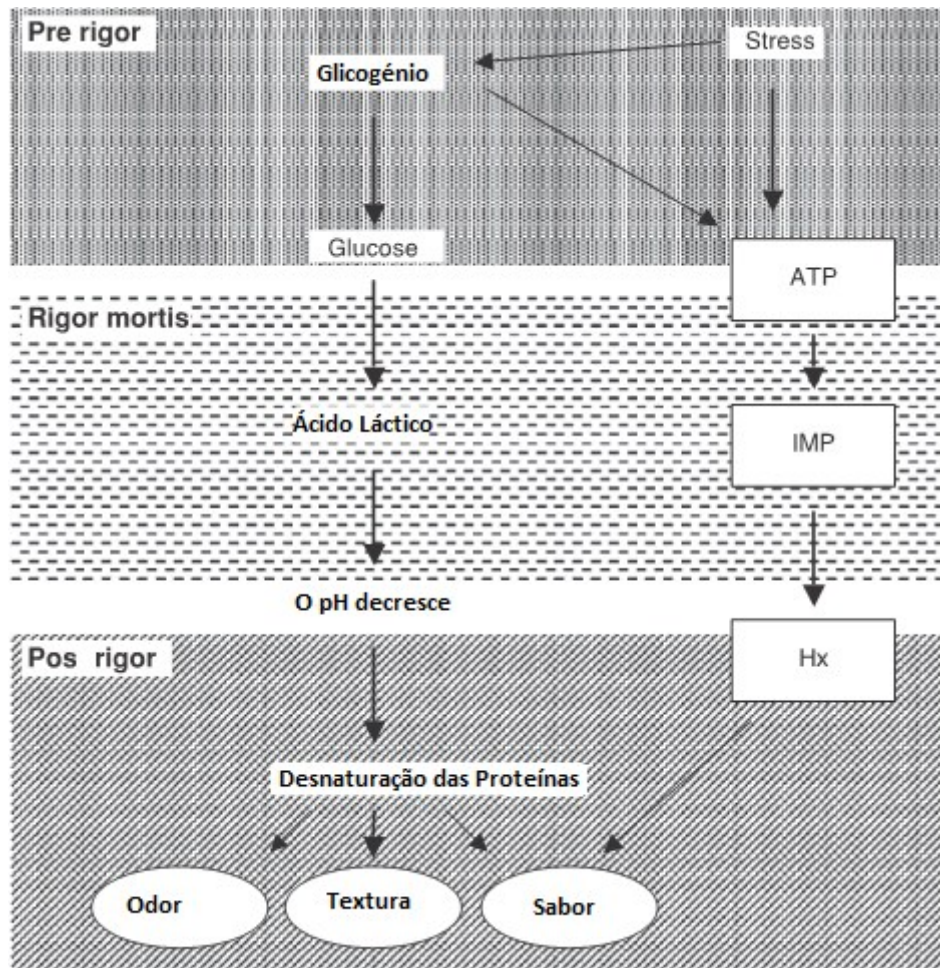 Pre rigor
Stress
Glicogénio
Glucose
ATP
Rigor mortis
Ácido Láctico
IMP
O pH decresce
Pos rigor
Hx
Desnaturação das Proteínas
Odor
Textura
Sabor